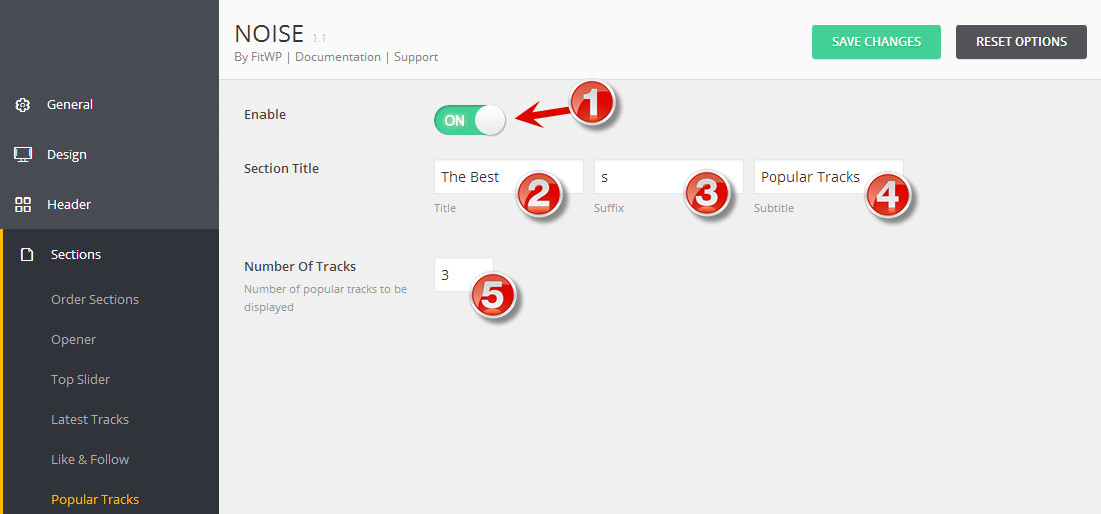 NOISE 1.1
By FitWP | Documentation | Support
SAVE CHANGES
RESET OPTIONS
General
Design
Header
Sections
Order Sections
Opener
Top Slider
Latest Tracks
Like & Follow
Popular Tracks
Enable
ON
1
Section Title
The Best
2
s
3
Popular Tracks
4
Title
Suffix
Subtitle
Number Of Tracks
3
5
Number of popular tracks to be
displayed